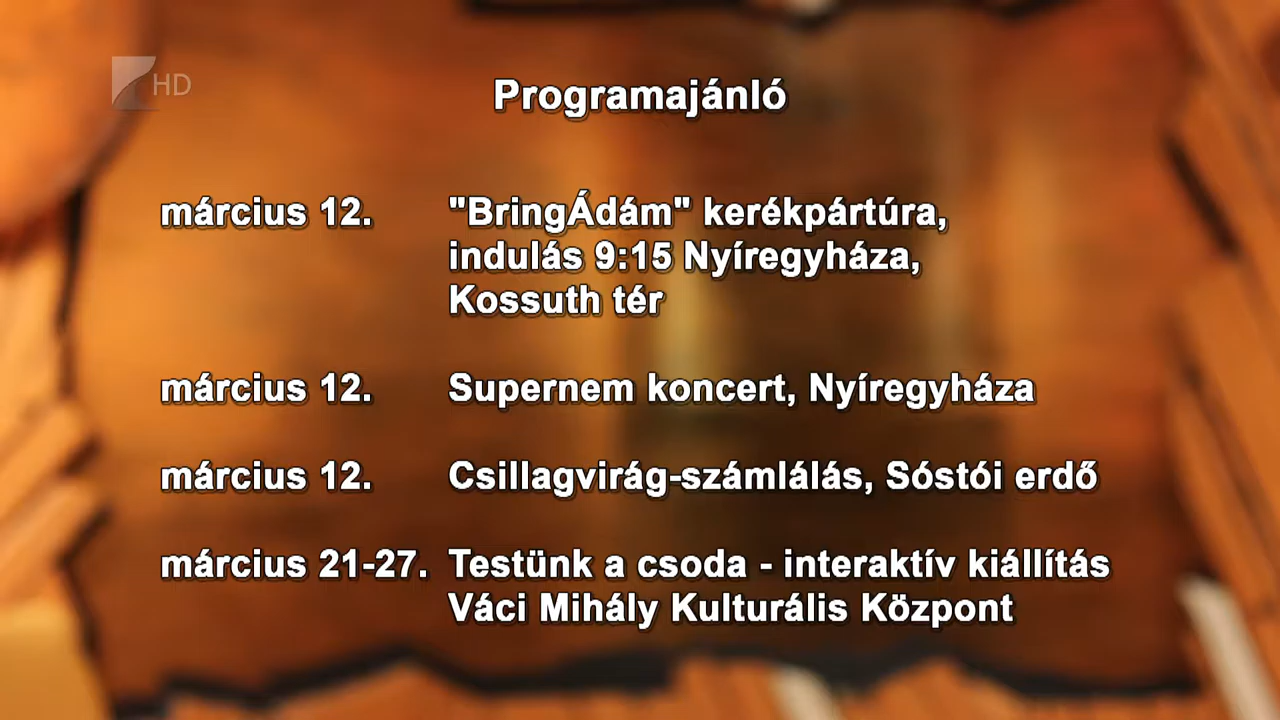 HD
Programajánló
március 12. "BringÁdám" kerékpártúra,
indulás 9:15 Nyíregyháza,
Kossuth tér
március 12. Supernem koncert, Nyíregyháza
március 12. Csillagvirág-számlálás, Sóstói erdő
március 21-27. Testünk a csoda - interaktív kiállítás
Váci Mihály Kulturális Központ